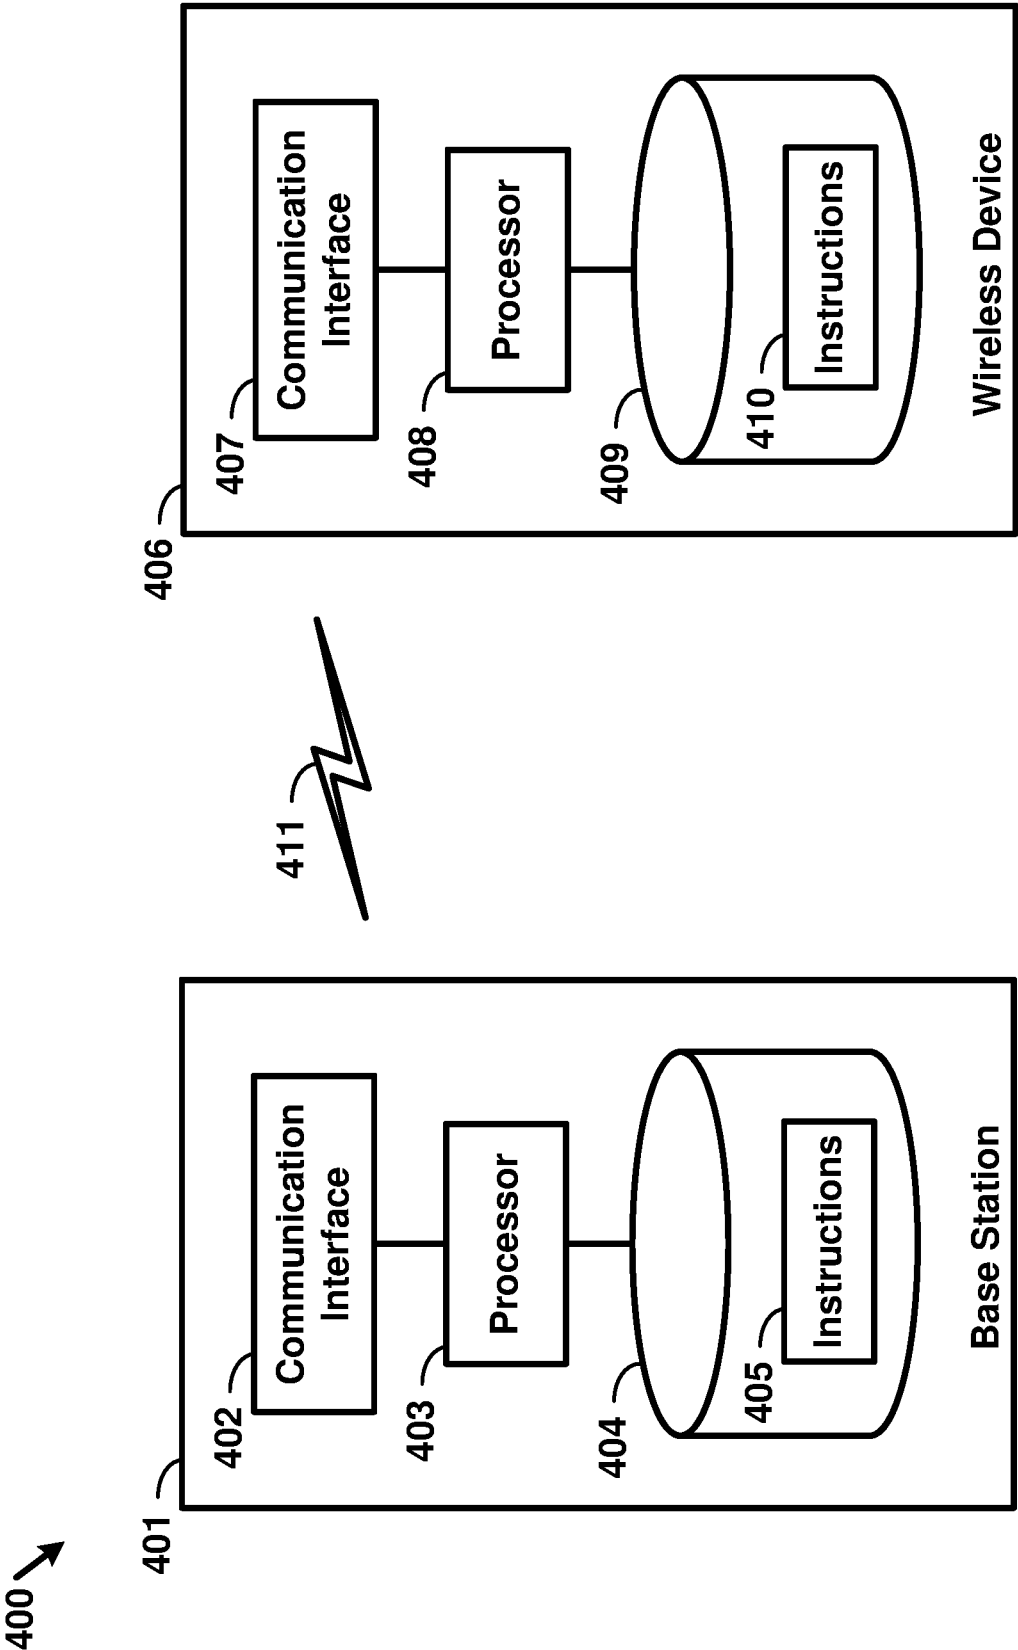 400
401
402
Communication
Interface
403
Processor
404
405
Instructions
Base Station
411
406
407
Communication
Interface
408
Processor
409
410
Instructions
Wireless Device